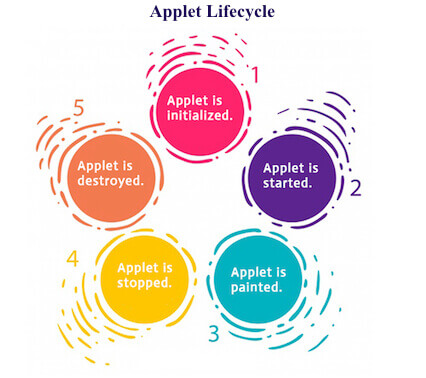 Applet Lifecycle
1
Applet is
initialized.
2
Applet is
started.
3
Applet is
painted.
4
Applet is
stopped.
5
Applet is
destroyed.